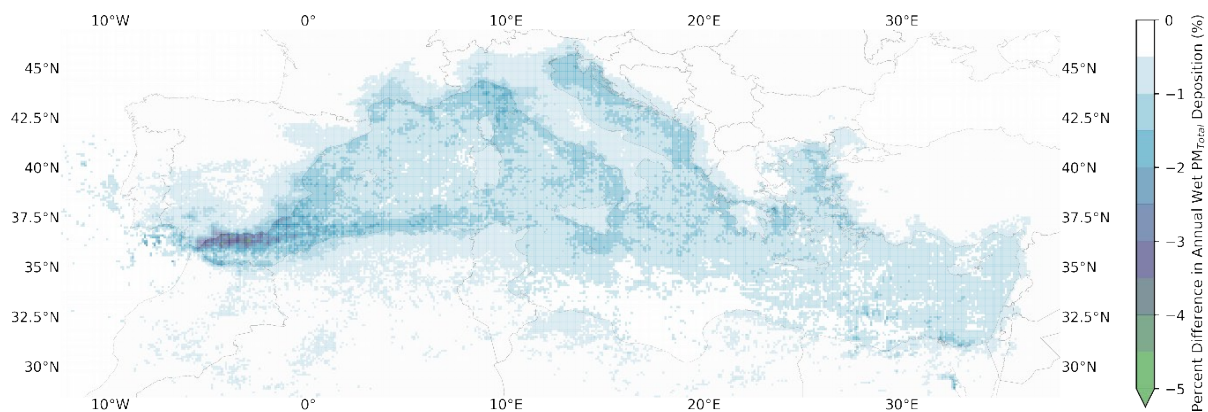 10°W 0° 10°E 20°E 30°E
45°N 45°N
42.5°N 42.5°N
40°N 40°N
37.5°N 37.5°N
35°N 35°N
32.5°N 32.5°N
30°N 30°N
10°W 0° 10°E 20°E 30°E
0
−1
−2
−3
−4
−5
Percent Difference in Annual Wet PM_Total Deposition (%)